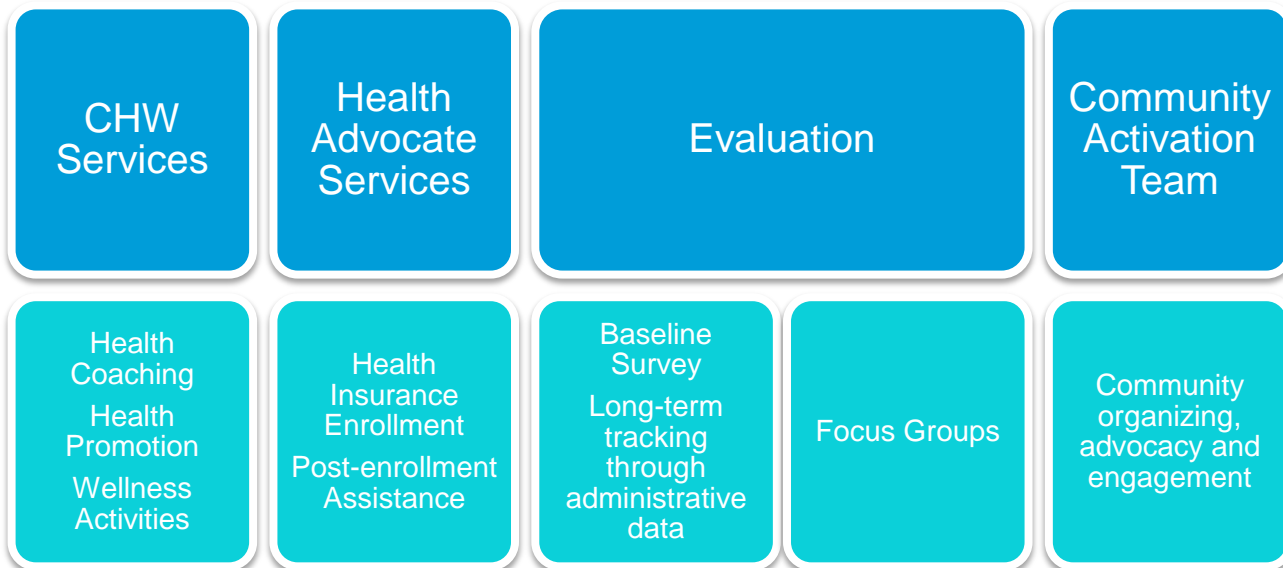 CHW
Services
Health
Advocate
Services
Evaluation
Community
Activation
Team
Health
Coaching
Health
Promotion
Wellness
Activities
Health
Insurance
Enrollment
Post-enrollment
Assistance
Baseline
Survey
Long-term
tracking
through
administrative
data
Focus Groups
Community
organizing,
advocacy and
engagement